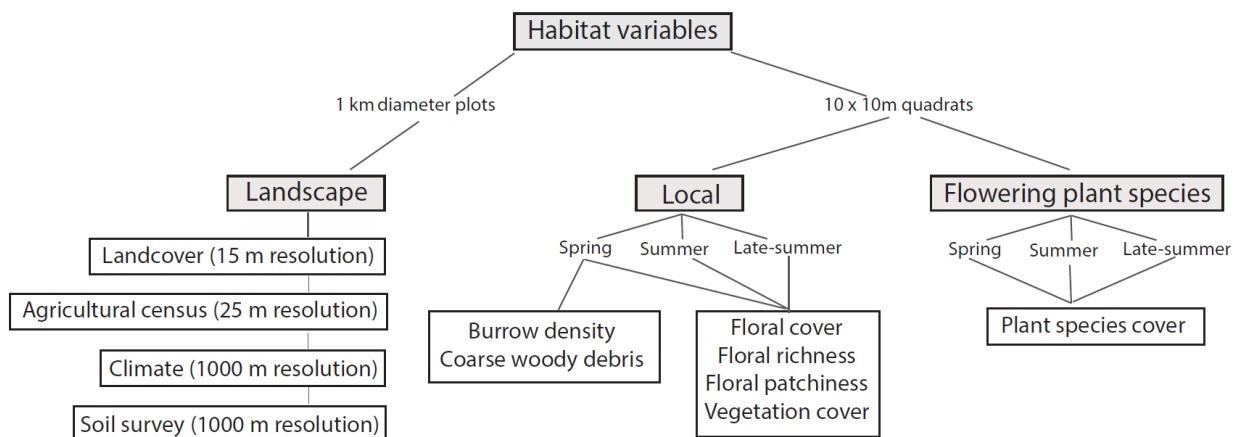 Habitat variables
1 km diameter plots
10 x 10m quadrats
Landscape
Local
Flowering plant species
Landcover (15 m resolution)
Agricultural census (25 m resolution)
Climate (1000 m resolution)
Soil survey (1000 m resolution)
Spring
Summer
Late-summer
Burrow density
Coarse woody debris
Floral cover
Floral richness
Floral patchiness
Vegetation cover
Spring
Summer
Late-summer
Plant species cover